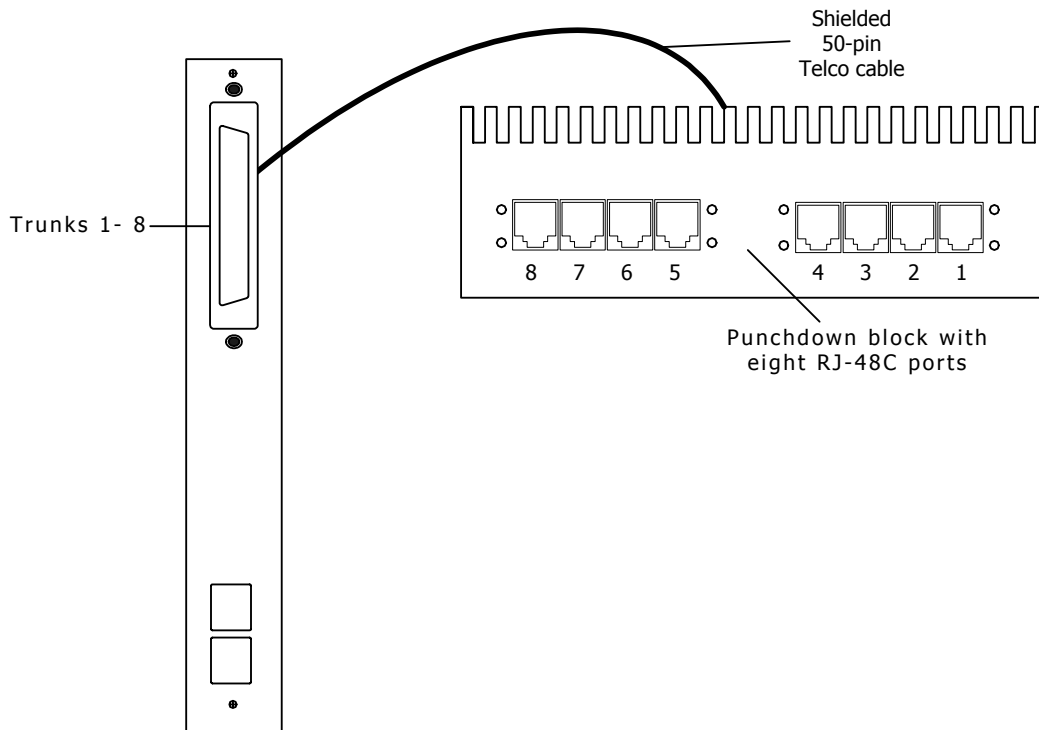 Shielded
50-pin
Telco cable
Trunks 1- 8
8 7 6 5 4 3 2 1
Punchdown block with
eight RJ-48C ports